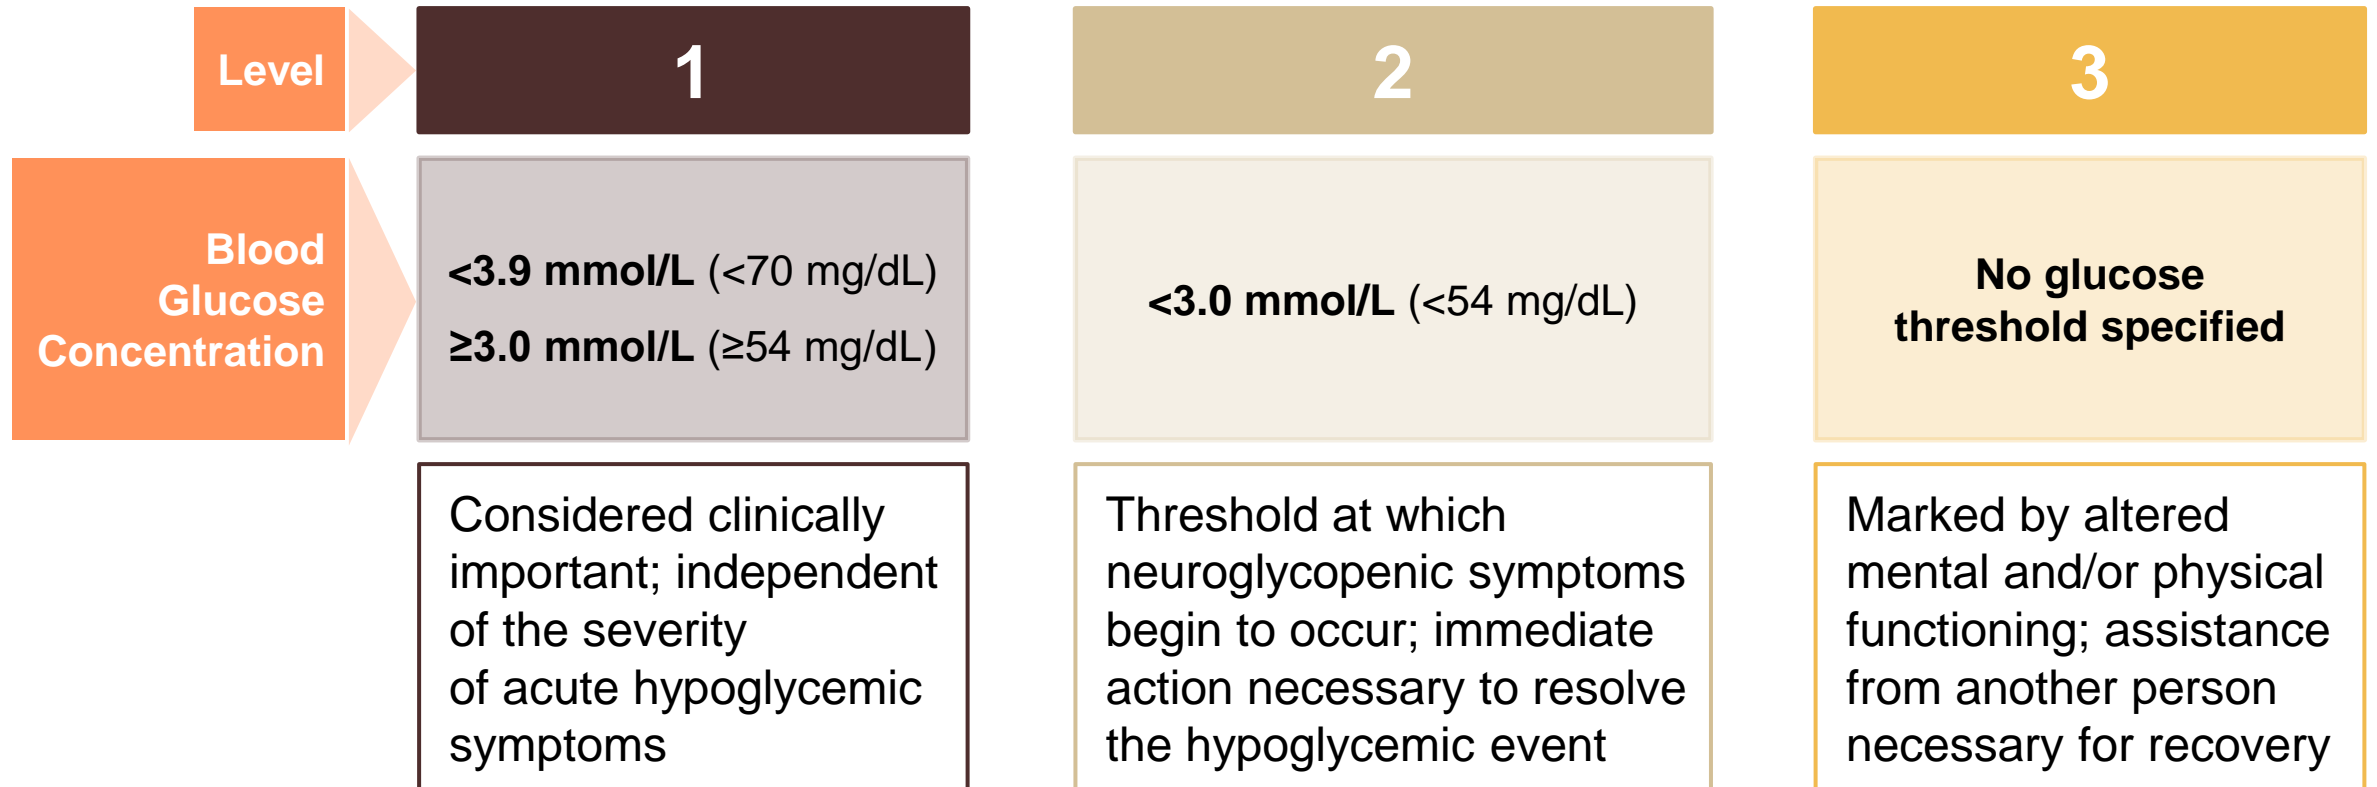 Level
1
2
3
Blood
Glucose
Concentration
<3.9 mmol/L (<70 mg/dL)
≥3.0 mmol/L (≥54 mg/dL)
<3.0 mmol/L (<54 mg/dL)
No glucose
threshold specified
Considered clinically
important; independent
of the severity
of acute hypoglycemic
symptoms
Threshold at which
neuroglycopenic symptoms
begin to occur; immediate
action necessary to resolve
the hypoglycemic event
Marked by altered
mental and/or physical
functioning; assistance
from another person
necessary for recovery